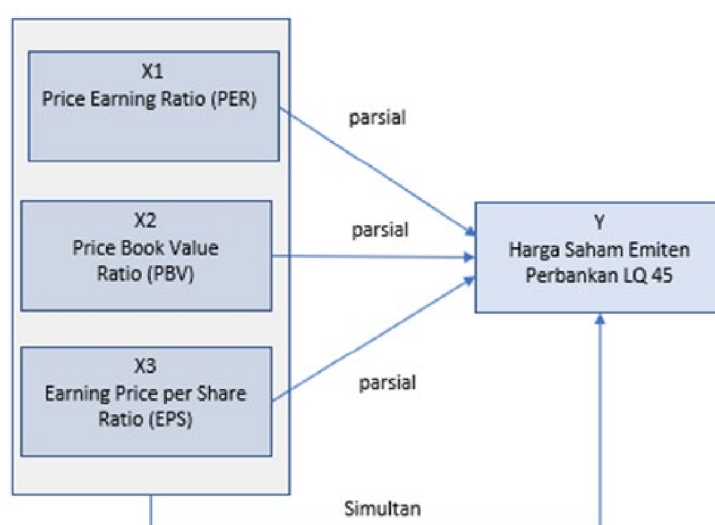 X1
Price Earning Ratio (PER)
parsial
X2
Price Book Value
Ratio (PBV)
parsial
Y
Harga Saham Emiten
Perbankan LQ 45
X3
Earning Price per Share
Ratio (EPS)
parsial
Simultan